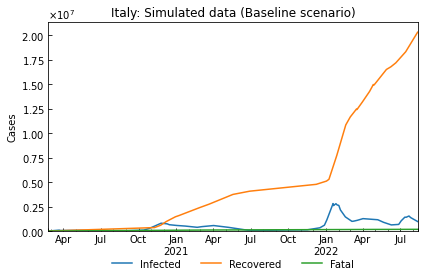 Italy: Simulated data (Baseline scenario)
×10⁷
2.00
1.75
1.50
1.25
1.00
0.75
0.50
0.25
0.00
Cases
Apr Jul Oct Jan Apr Jul Oct Jan Apr Jul
2021 2022
Infected Recovered Fatal